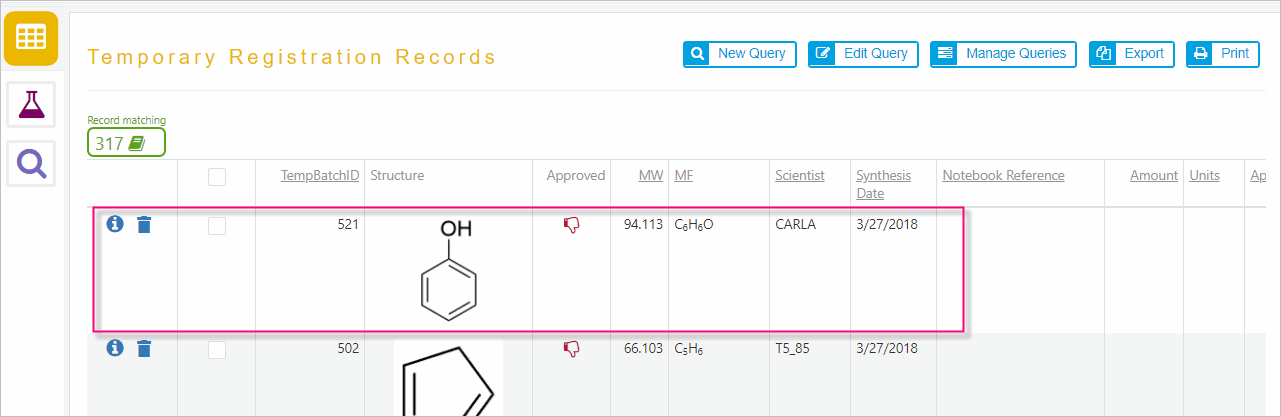 Temporary Registration Records
New Query
Edit Query
Manage Queries
Export
Print
Record matching
317
TempBatchID Structure Approved MW MF Scientist Synthesis Date Notebook Reference Amount Units Ap
521 OH 94.113 C₆H₆O CARLA 3/27/2018
502 66.103 C₅H₆ T5_85 3/27/2018